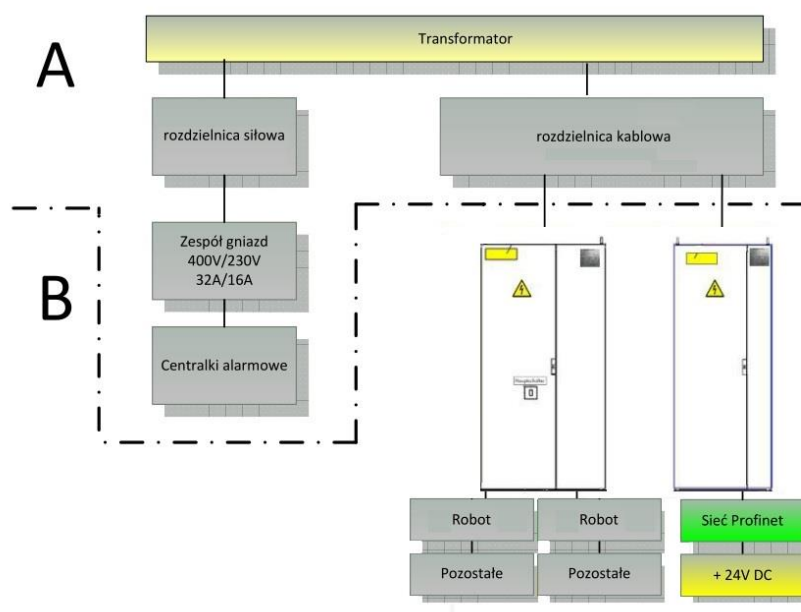 A
Transformator
rozdzielnica siłowa
rozdzielnica kablowa
B
Zespół gniazd
400V/230V
32A/16A
Centralki alarmowe
Robot
Robot
Sieć Profinet
Pozostałe
Pozostałe
+ 24V DC